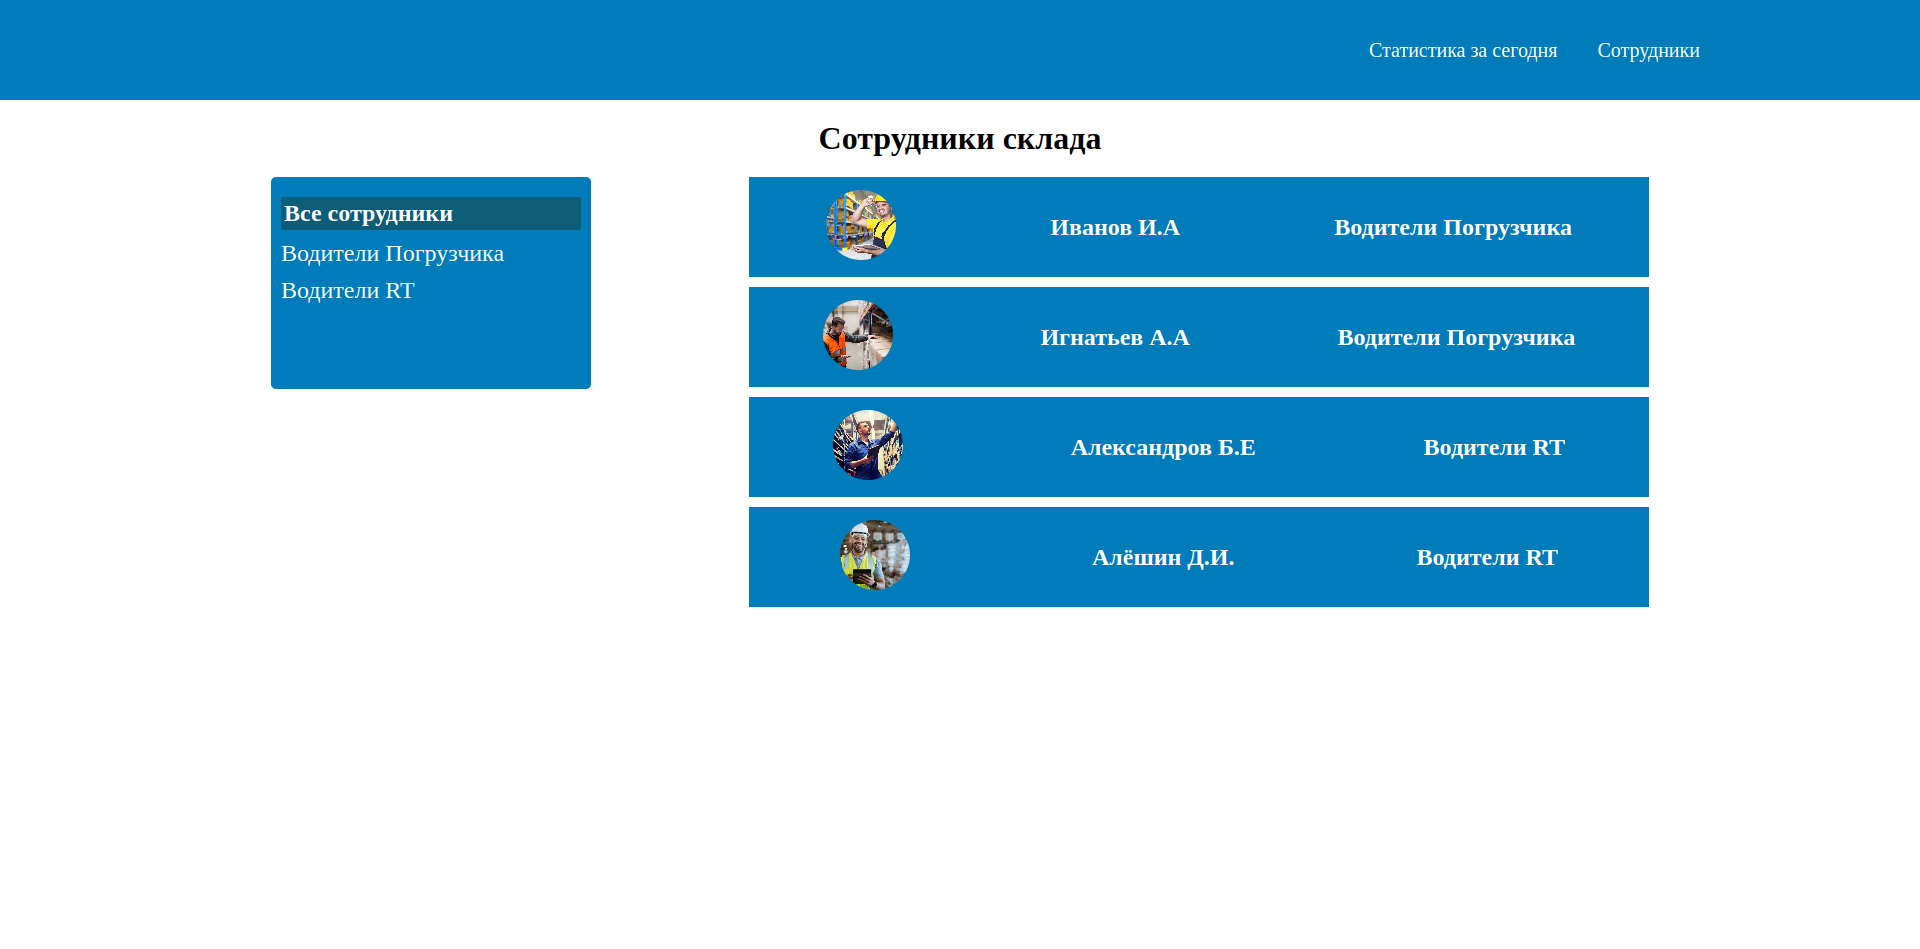 Статистика за сегодня Сотрудники
Сотрудники склада
Все сотрудники
Водители Погрузчика
Водители RT
Иванов И.А Водители Погрузчика
Игнатьев А.А Водители Погрузчика
Александров Б.Е Водители RT
Алёшин Д.И. Водители RT